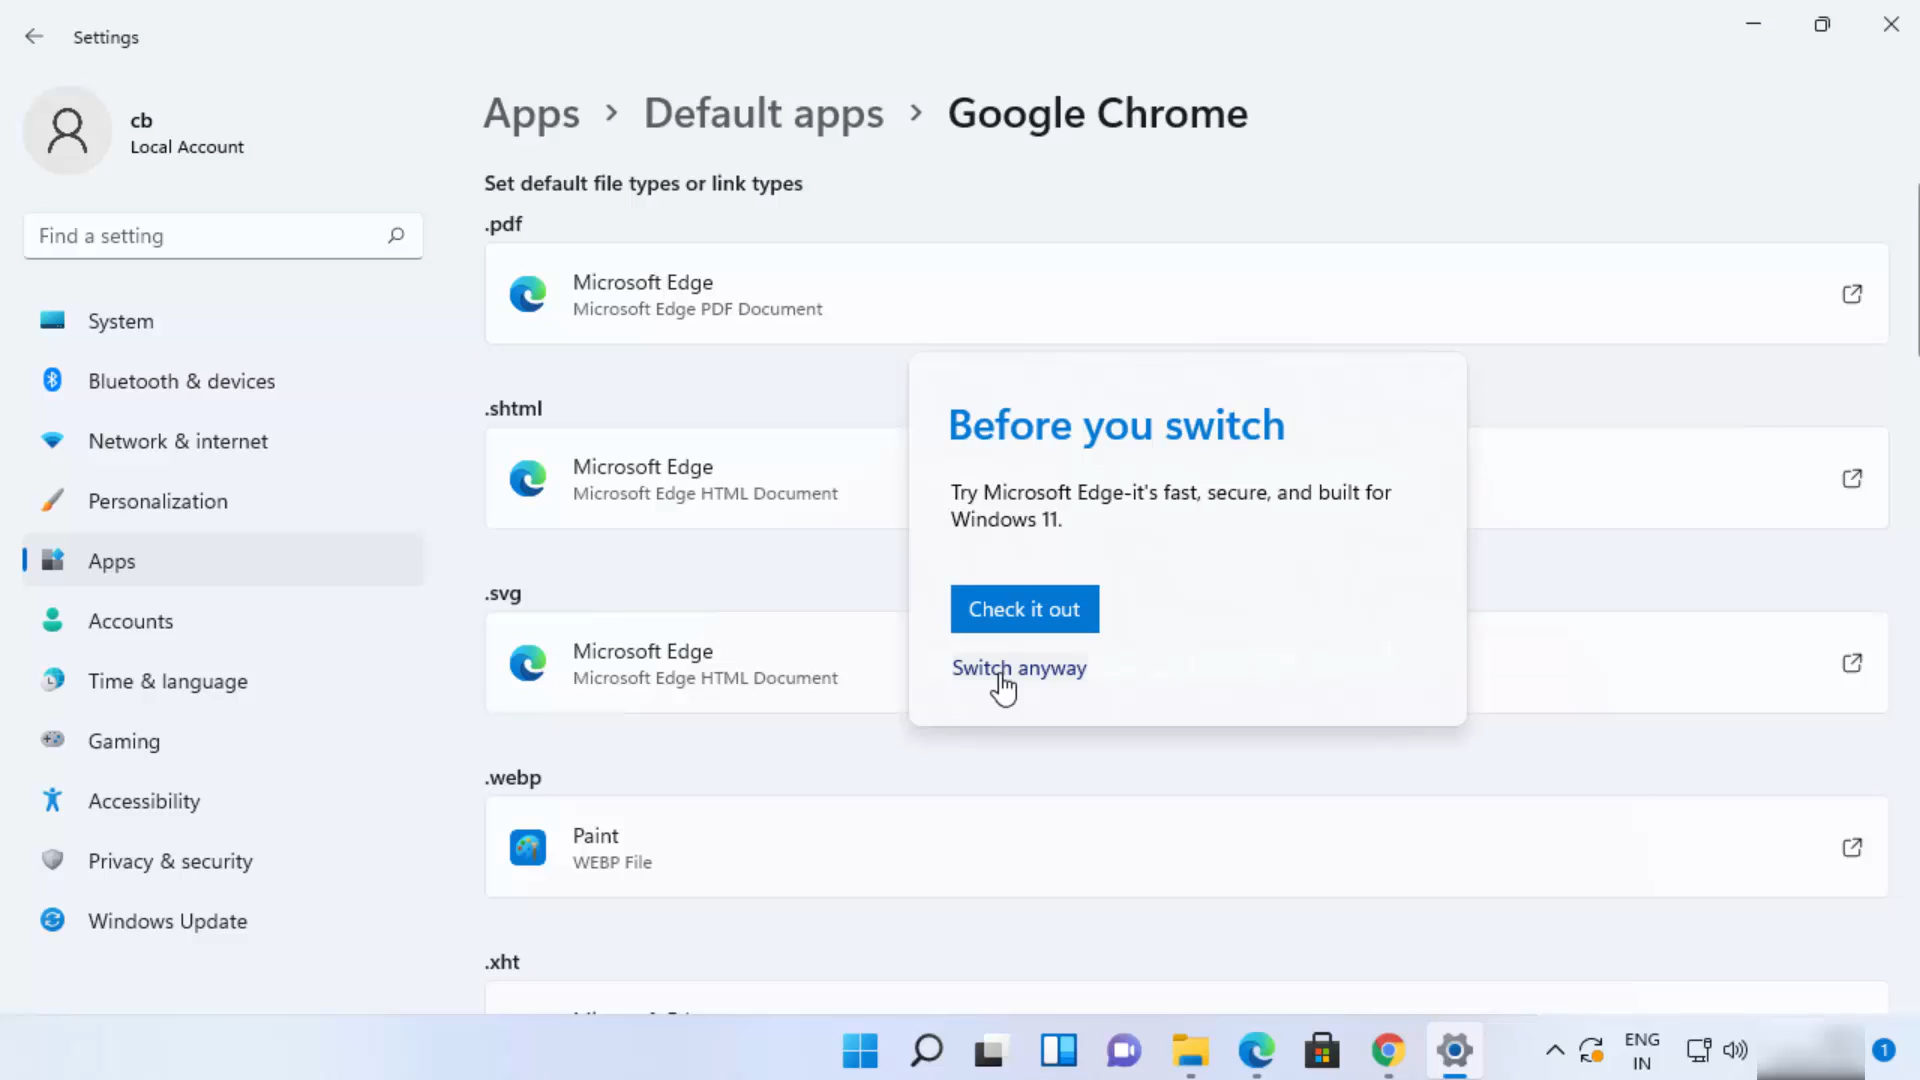 Settings
cb
Local Account
Find a setting
System
Bluetooth & devices
Network & internet
Personalization
Apps
Accounts
Time & language
Gaming
Accessibility
Privacy & security
Windows Update
Apps > Default apps > Google Chrome
Set default file types or link types
.pdf
Microsoft Edge
Microsoft Edge PDF Document
.shtml
Microsoft Edge
Microsoft Edge HTML Document
.svg
Microsoft Edge
Microsoft Edge HTML Document
.webp
Paint
WEBP File
.xht
Before you switch
Try Microsoft Edge-it's fast, secure, and built for
Windows 11.
Check it out
Switch anyway
ENG
IN
1